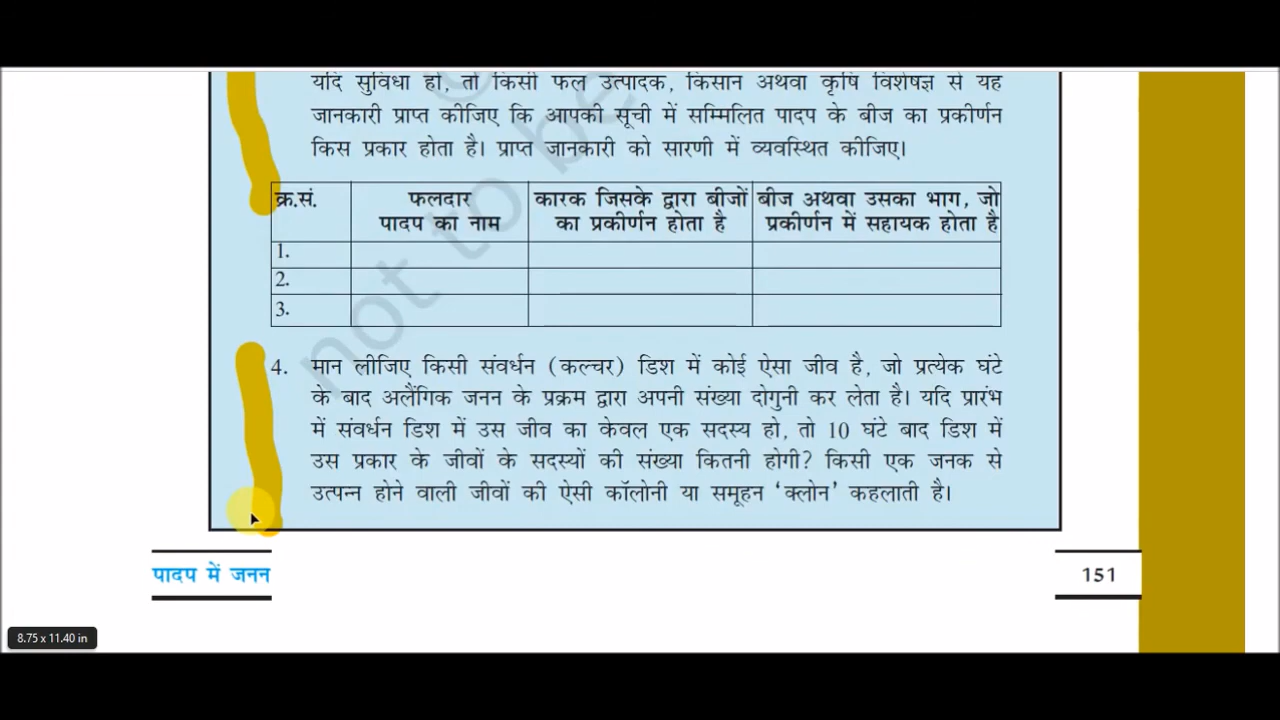 यदि सुविधा हो, तो किसी फल उत्पादक, किसान अथवा कृषि विशेषज्ञ से यह
जानकारी प्राप्त कीजिए कि आपकी सूची में सम्मिलित पादप के बीज का प्रकीर्णन
किस प्रकार होता है। प्राप्त जानकारी को सारणी में व्यवस्थित कीजिए।
क्र.सं. फलदार पादप का नाम कारक जिसके द्वारा बीजों का प्रकीर्णन होता है बीज अथवा उसका भाग, जो प्रकीर्णन में सहायक होता है
1.
2.
3.
4. मान लीजिए किसी संवर्धन (कल्चर) डिश में कोई ऐसा जीव है, जो प्रत्येक घंटे
के बाद अलैंगिक जनन के प्रक्रम द्वारा अपनी संख्या दोगुनी कर लेता है। यदि प्रारंभ
में संवर्धन डिश में उस जीव का केवल एक सदस्य हो, तो 10 घंटे बाद डिश में
उस प्रकार के जीवों के सदस्यों की संख्या कितनी होगी? किसी एक जनक से
उत्पन्न होने वाली जीवों की ऐसी कॉलोनी या समूहन ‘क्लोन’ कहलाती है।
not to be
पादप में जनन
151
8.75 x 11.40 in